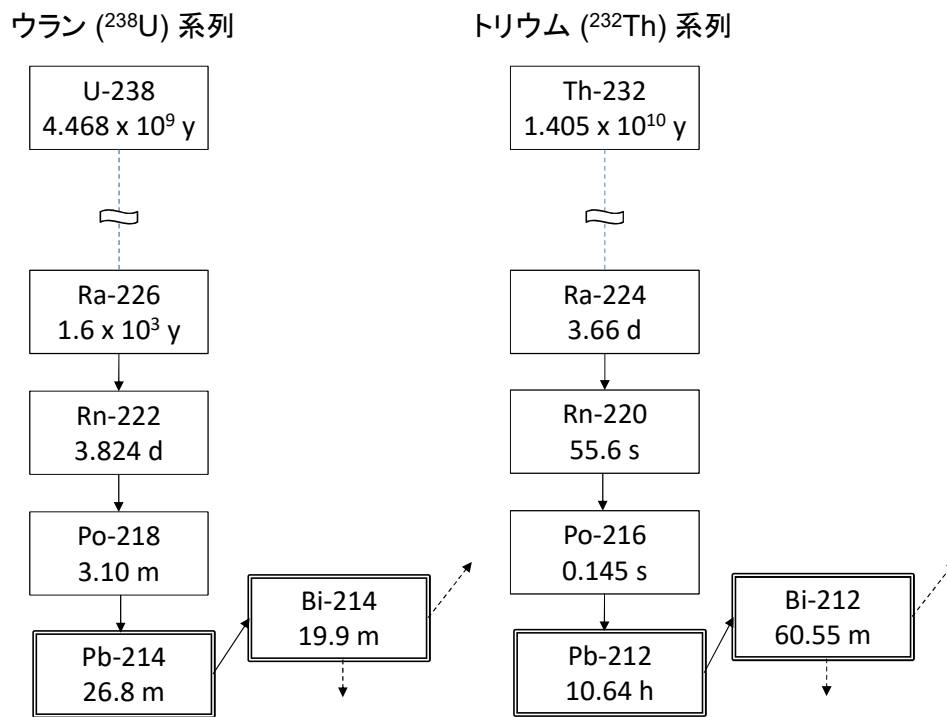 ウラン (²³⁸U) 系列
U-238
4.468 x 10⁹ y
Ra-226
1.6 x 10³ y
Rn-222
3.824 d
Po-218
3.10 m
Pb-214
26.8 m
Bi-214
19.9 m
トリウム (²³²Th) 系列
Th-232
1.405 x 10¹⁰ y
Ra-224
3.66 d
Rn-220
55.6 s
Po-216
0.145 s
Pb-212
10.64 h
Bi-212
60.55 m